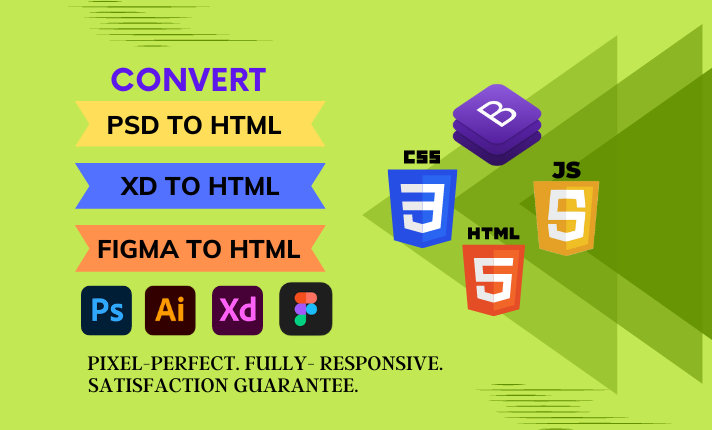 CONVERT
PSD TO HTML
XD TO HTML
FIGMA TO HTML
Ps Ai Xd
PIXEL-PERFECT. FULLY- RESPONSIVE.
SATISFACTION GUARANTEE.
B
CSS
3
JS
5
HTML
5